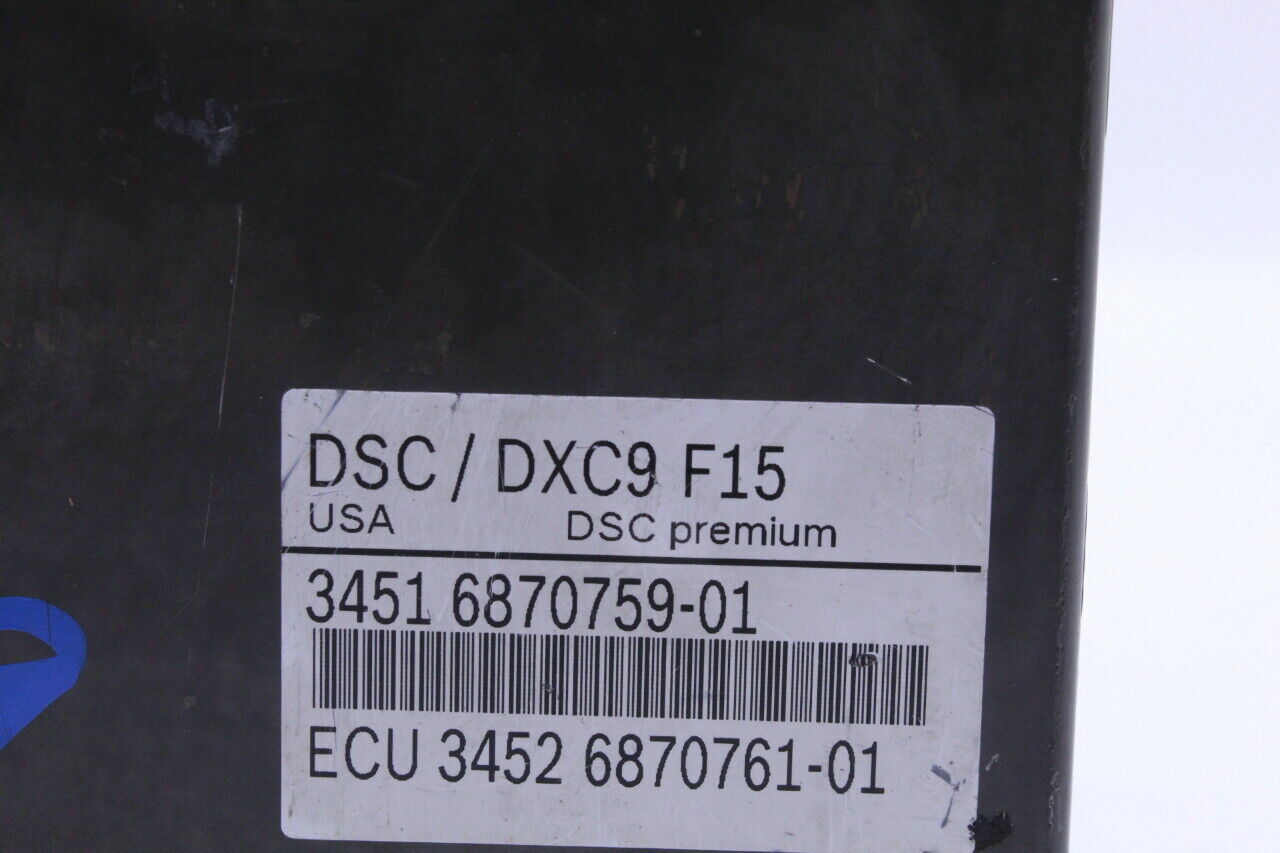 DSC / DXC9 F15
USA DSC premium
3451 6870759-01
ECU 3452 6870761-01